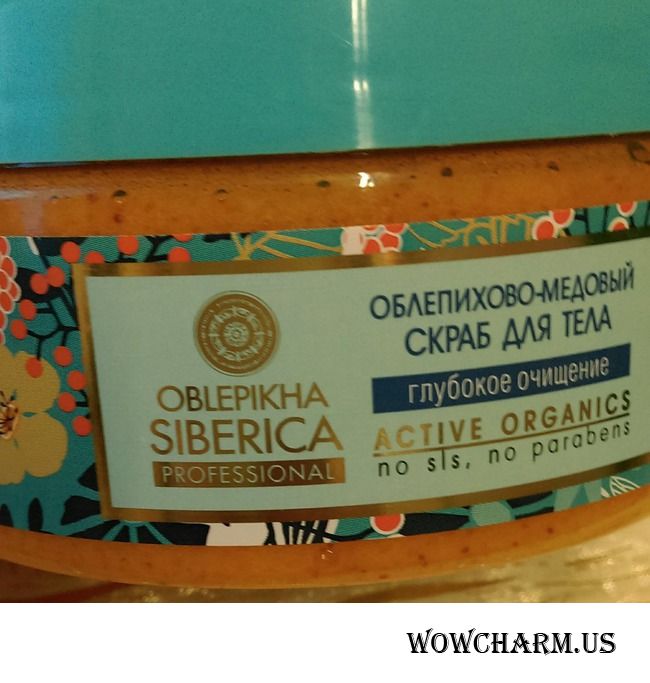 OBLEPIKHA
SIBERICA
PROFESSIONAL
ОБЛЕПИХОВО-МЕДОВЫЙ
СКРАБ ДЛЯ ТЕЛА
глубокое очищение
ACTIVE ORGANICS
no sls, no parabens
WOWCHARM.US